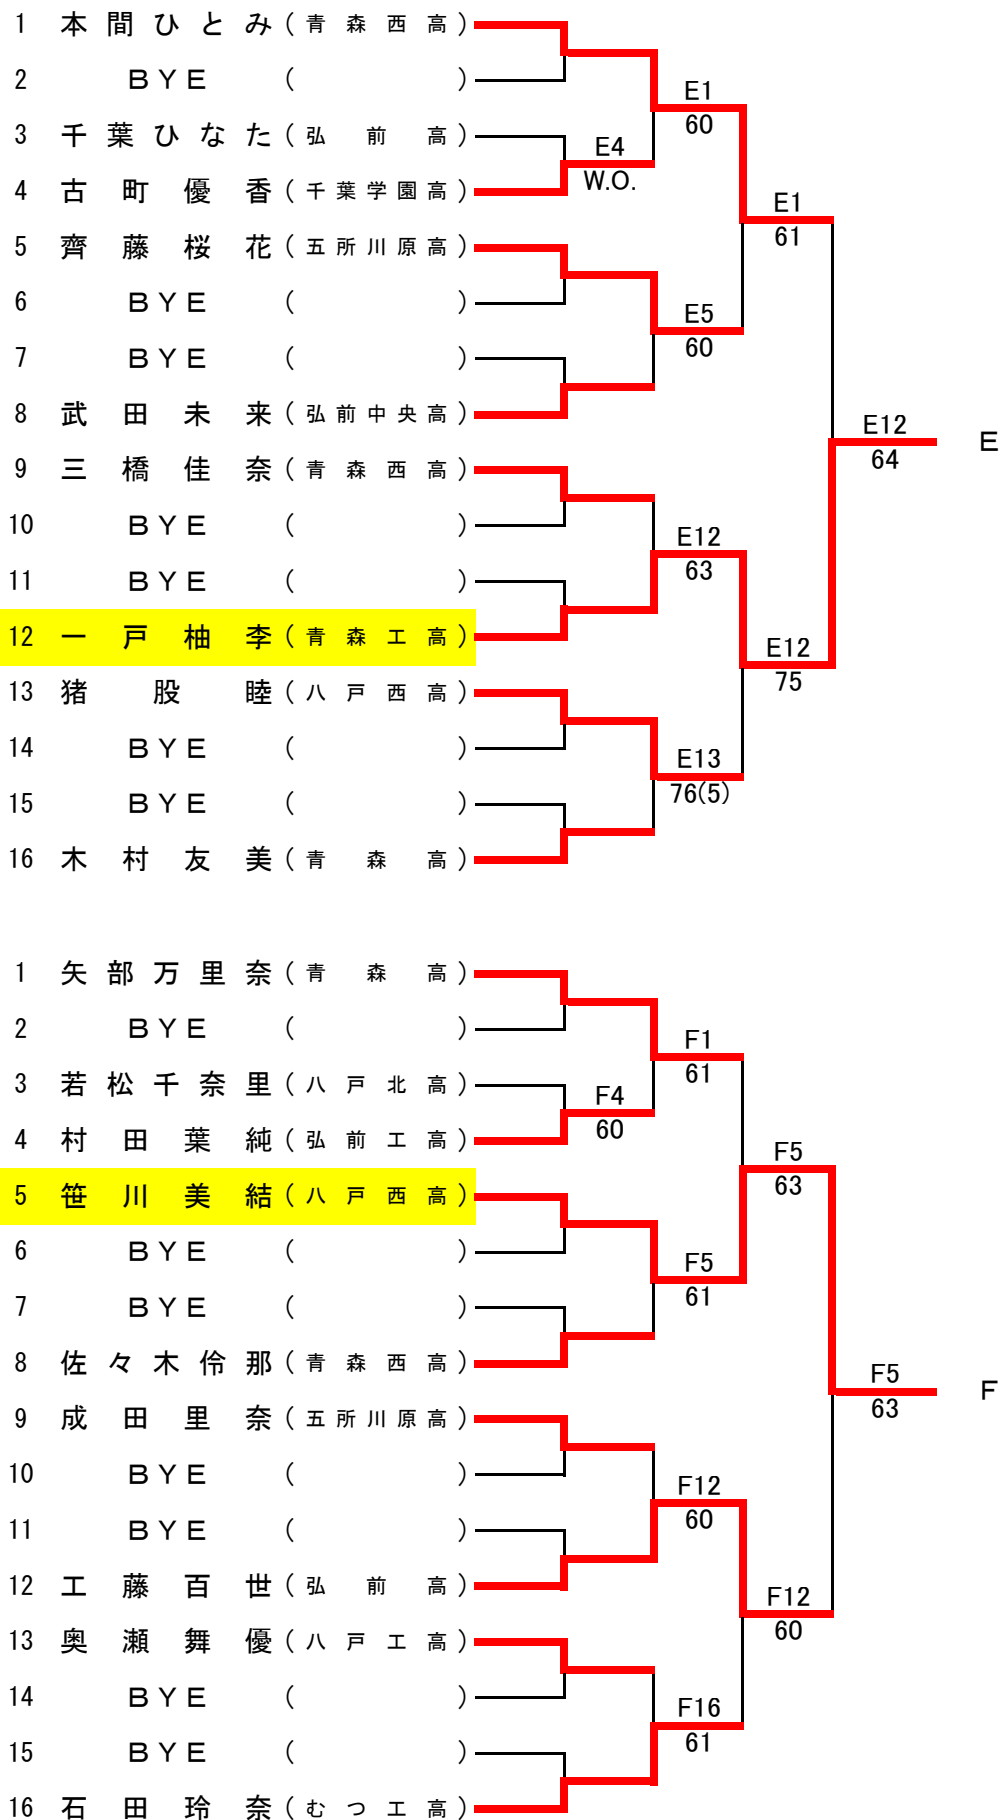 1 本間ひとみ(青森西高)
2 BYE ( )
E1
60
3 千葉ひなた(弘前高)
E4
W.O.
4 古町優香(千葉学園高)
E1
61
5 齊藤桜花(五所川原高)
6 BYE ( )
E5
60
7 BYE ( )
8 武田未来(弘前中央高)
E12
64
E
9 三橋佳奈(青森西高)
10 BYE ( )
E12
63
11 BYE ( )
12 一戸柚李(青森工高)
E12
75
13 猪股睦(八戸西高)
14 BYE ( )
E13
76(5)
15 BYE ( )
16 木村友美(青森高)
1 矢部万里奈(青森高)
2 BYE ( )
F1
61
3 若松千奈里(八戸北高)
F4
60
4 村田葉純(弘前工高)
F5
63
5 笹川美結(八戸西高)
6 BYE ( )
F5
61
7 BYE ( )
8 佐々木伶那(青森西高)
F5
63
F
9 成田里奈(五所川原高)
10 BYE ( )
F12
60
11 BYE ( )
12 工藤百世(弘前高)
F12
60
13 奥瀬舞優(八戸工高)
14 BYE ( )
F16
61
15 BYE ( )
16 石田玲奈(むつ工高)